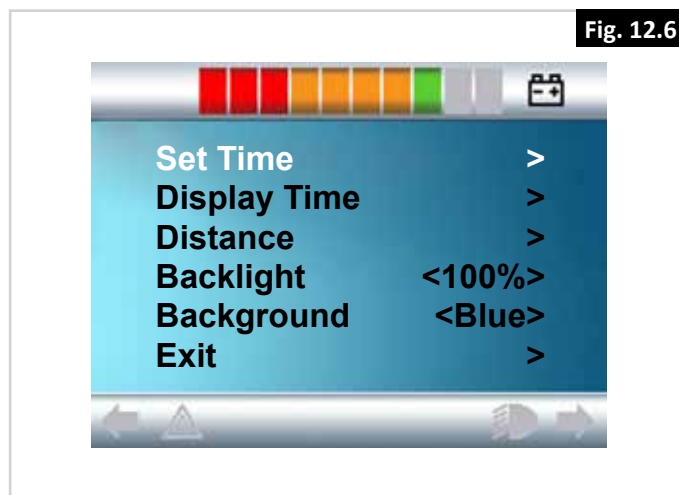 Fig. 12.6
Set Time >
Display Time >
Distance >
Backlight <100%>
Background <Blue>
Exit >